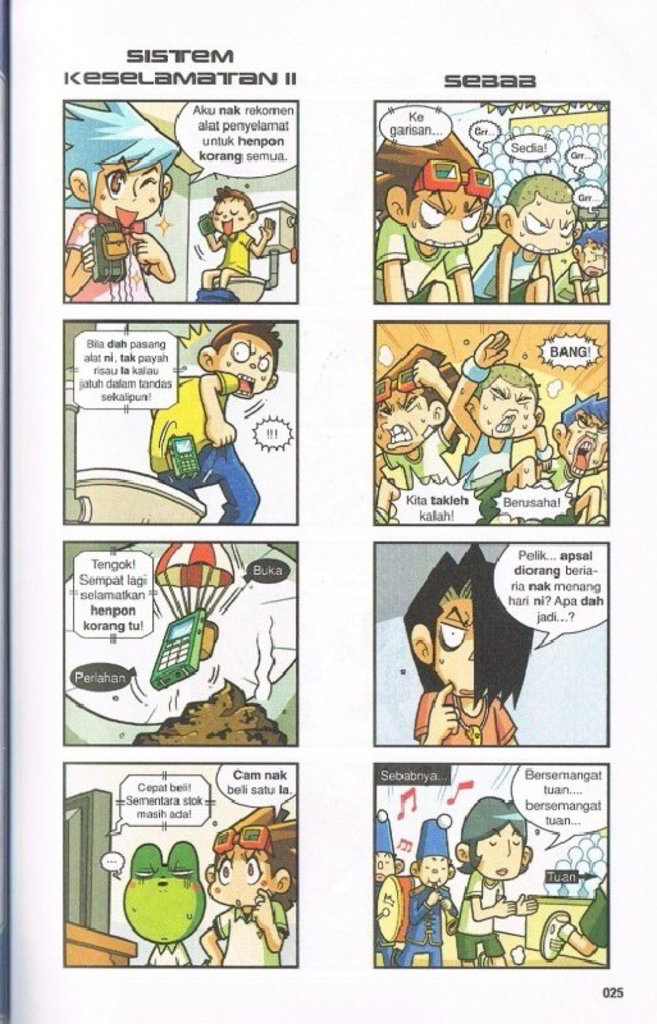 SISTEM
KESELAMATAN II
Aku nak rekomen
alat penyelamat
untuk henpon
korang semua.
Bila dah pasang
alat ni, tak payah
risau la kalau
jatuh dalam tandas
sekalipun!
!!!
Tengok!
Sempat lagi
selamatkan
henpon
korang tu!
Buka
Perlahan
Cepat beli!
Sementara stok
masih ada!
...
Cam nak
beli satu la.
SEBAB
Ke
garisan...
Grr...
Sedia!
Grr...
Grr...
BANG!
Kita takleh
kallah!
Berusaha!
Pelik... apsal
diorang beria-
ria nak menang
hari ni? Apa dah
jadi...?
Sebabnya...
Bersemangat
tuan....
bersemangat
tuan...
Tuan
025